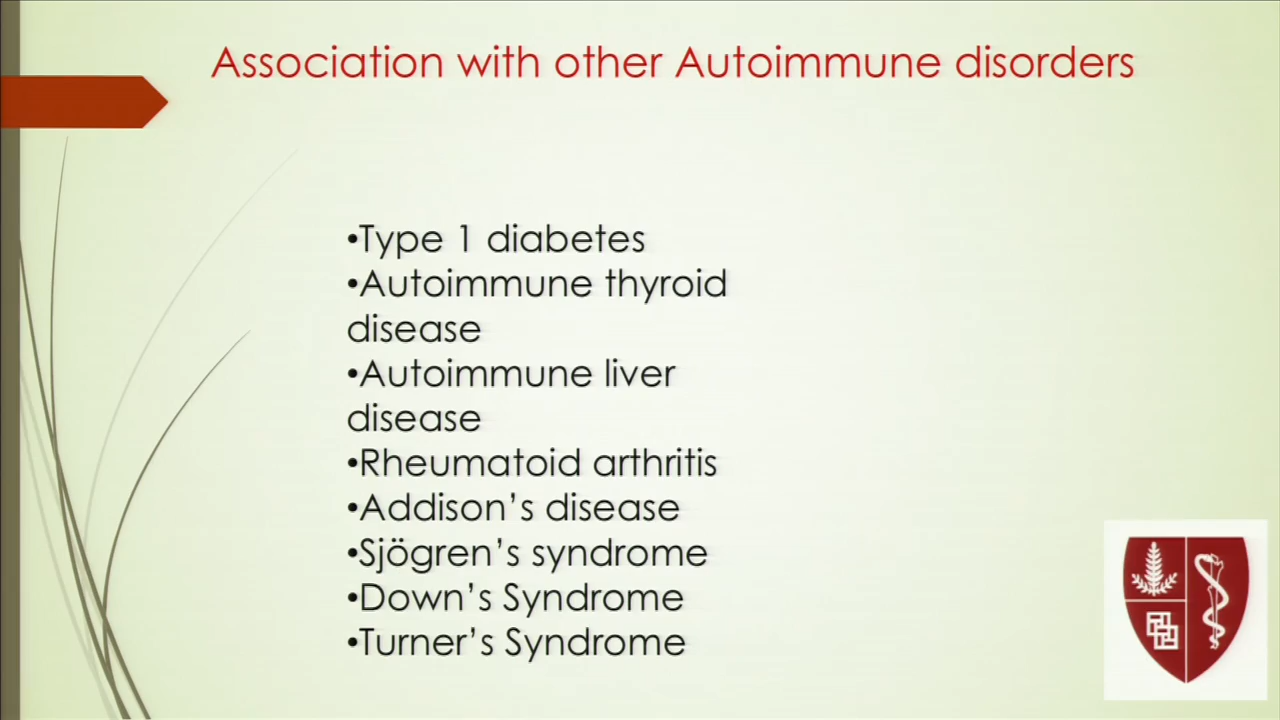 Association with other Autoimmune disorders
•Type 1 diabetes
•Autoimmune thyroid
disease
•Autoimmune liver
disease
•Rheumatoid arthritis
•Addison’s disease
•Sjögren’s syndrome
•Down’s Syndrome
•Turner’s Syndrome